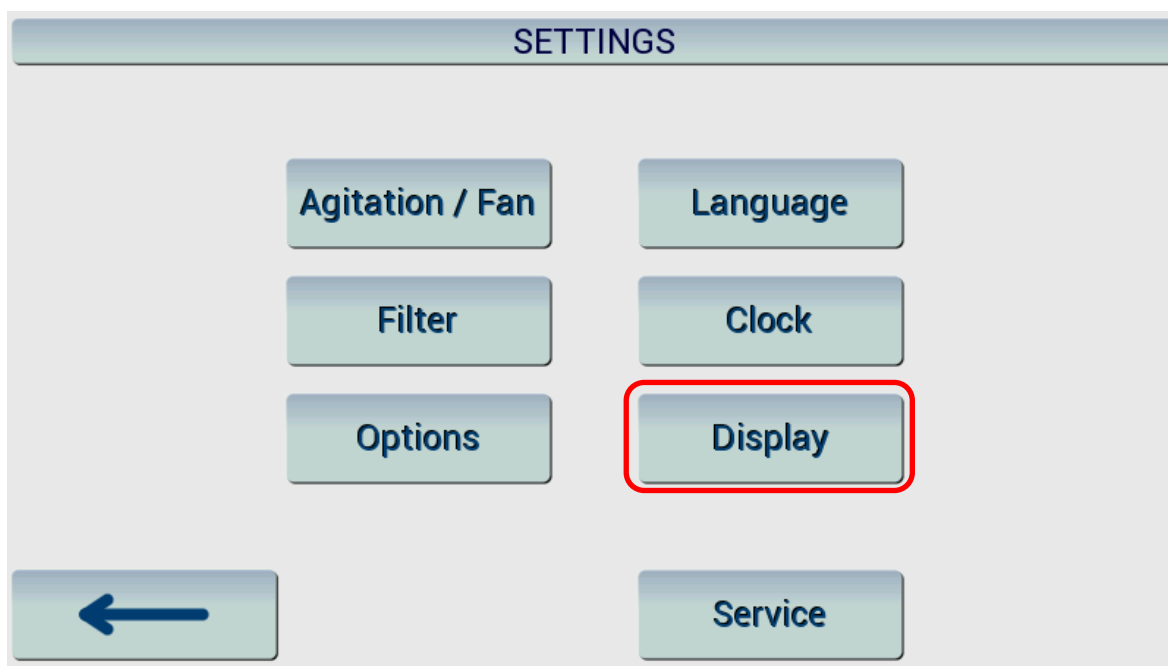 SETTINGS
Agitation / Fan
Language
Filter
Clock
Options
Display
Service